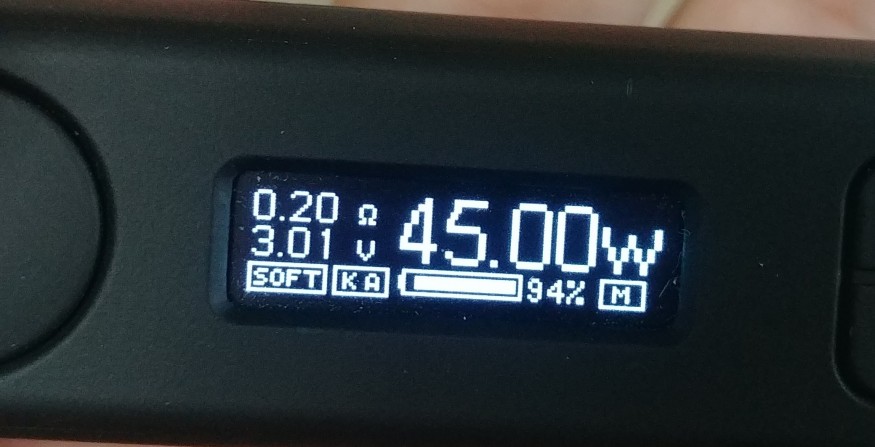 0.20 Ω 45.00W
3.01 V
SOFT KA 94% M